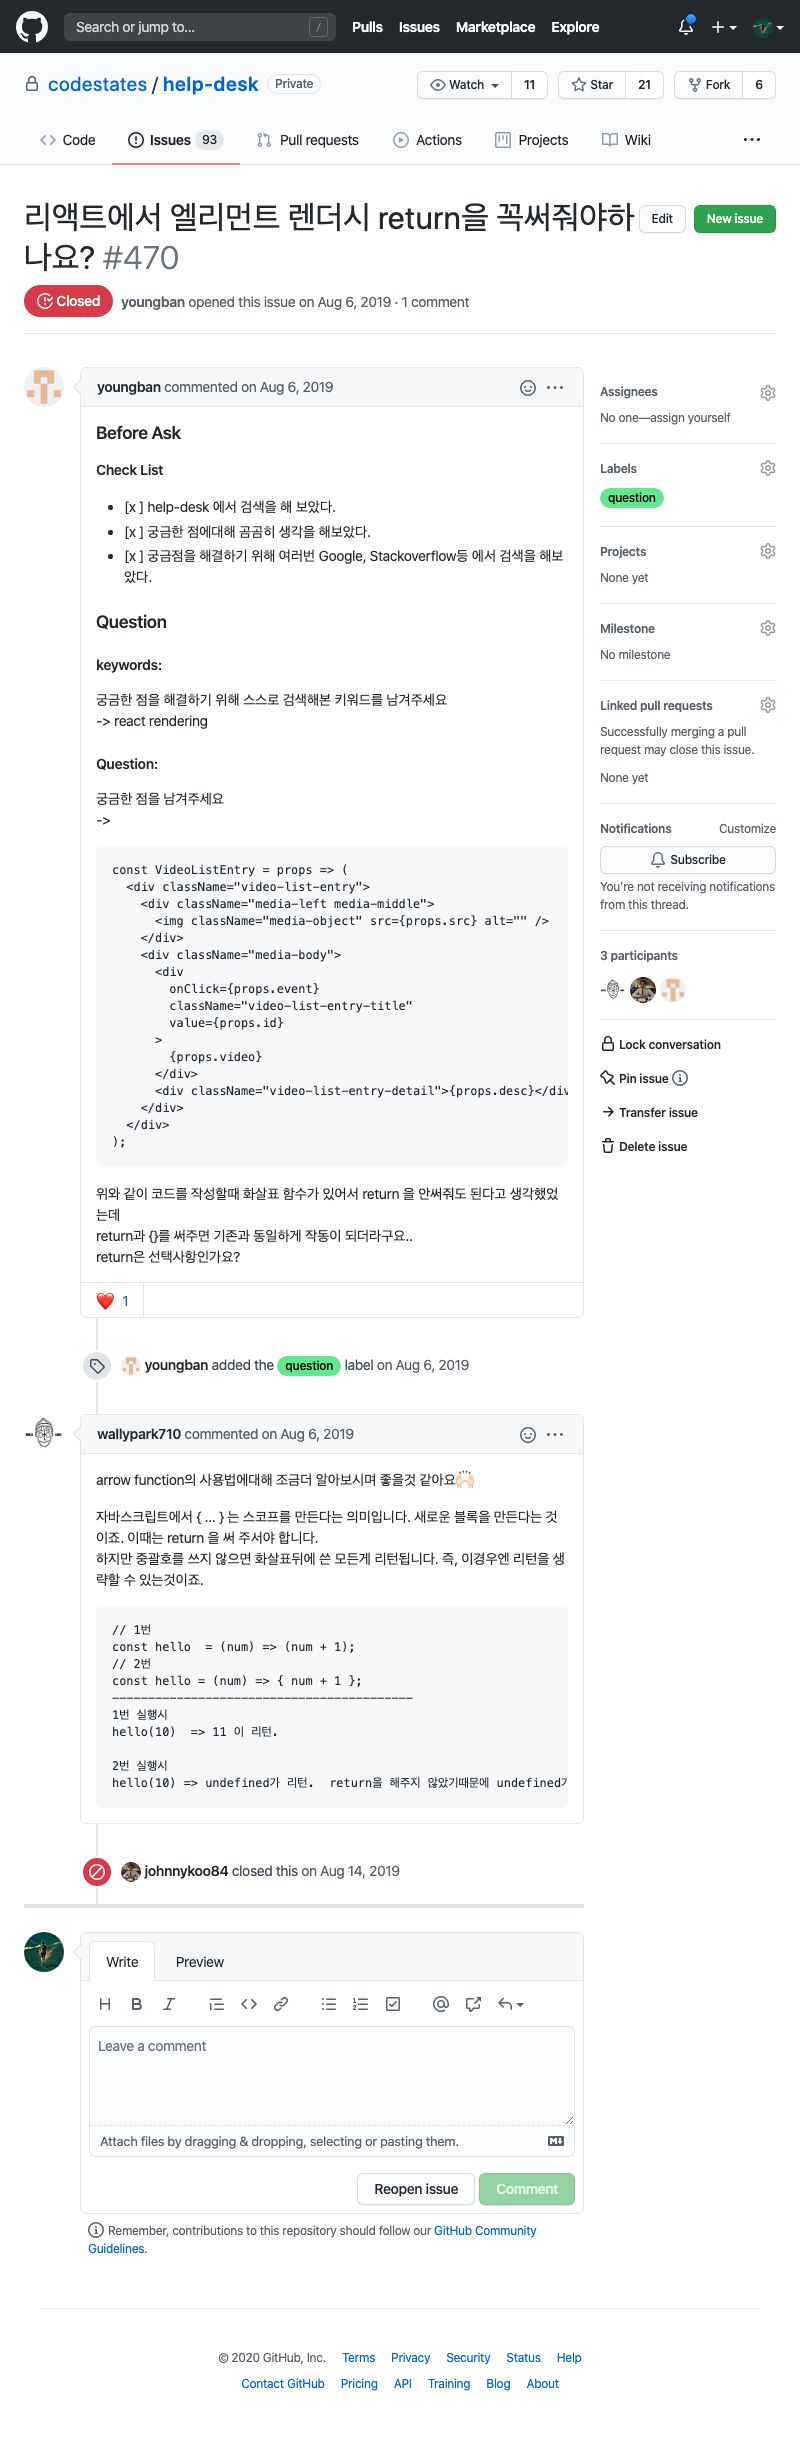 Search or jump to... /
Pulls Issues Marketplace Explore
codestates / help-desk Private
Watch 11 Star 21 Fork 6
Code Issues 93 Pull requests Actions Projects Wiki ...
리액트에서 엘리먼트 렌더시 return을 꼭써줘야하
나요? #470
Edit New issue
Closed youngban opened this issue on Aug 6, 2019 · 1 comment
youngban commented on Aug 6, 2019
Before Ask
Check List
• [x ] help-desk 에서 검색을 해 보았다.
• [x ] 궁금한 점에대해 곰곰히 생각을 해보았다.
• [x ] 궁금점을 해결하기 위해 여러번 Google, Stackoverflow등 에서 검색을 해보
았다.
Question
keywords:
궁금한 점을 해결하기 위해 스스로 검색해본 키워드를 남겨주세요
-> react rendering
Question:
궁금한 점을 남겨주세요
->
const VideoListEntry = props => (
  <div className="video-list-entry">
    <div className="media-left media-middle">
      <img className="media-object" src={props.src} alt="" />
    </div>
    <div className="media-body">
      <div
        onClick={props.event}
        className="video-list-entry-title"
        value={props.id}
      >
        {props.video}
      </div>
      <div className="video-list-entry-detail">{props.desc}</div
    </div>
  </div>
);
위와 같이 코드를 작성할때 화살표 함수가 있어서 return 을 안써줘도 된다고 생각했었
는데
return과 {}를 써주면 기존과 동일하게 작동이 되더라구요..
return은 선택사항인가요?
❤️ 1
youngban added the question label on Aug 6, 2019
wallypark710 commented on Aug 6, 2019
arrow function의 사용법에대해 조금더 알아보시며 좋을것 같아요🙌🏻
자바스크립트에서 { ... } 는 스코프를 만든다는 의미입니다. 새로운 블록을 만든다는 것
이죠. 이때는 return 을 써 주셔야 합니다.
하지만 중괄호를 쓰지 않으면 화살표뒤에 쓴 모든게 리턴됩니다. 즉, 이경우엔 리턴을 생
략할 수 있는것이죠.
// 1번
const hello  = (num) => (num + 1);
// 2번
const hello = (num) => { num + 1 };
------------------------------------------
1번 실행시
hello(10)  => 11 이 리턴.
2번 실행시
hello(10) => undefined가 리턴.  return을 해주지 않았기때문에 undefined가
johnnykoo84 closed this on Aug 14, 2019
Write Preview
Leave a comment
Attach files by dragging & dropping, selecting or pasting them.
Reopen issue Comment
Remember, contributions to this repository should follow our GitHub Community
Guidelines.
Assignees
No one—assign yourself
Labels
question
Projects
None yet
Milestone
No milestone
Linked pull requests
Successfully merging a pull
request may close this issue.
None yet
Notifications Customize
Subscribe
You're not receiving notifications
from this thread.
3 participants
Lock conversation
Pin issue
Transfer issue
Delete issue
© 2020 GitHub, Inc. Terms Privacy Security Status Help
Contact GitHub Pricing API Training Blog About